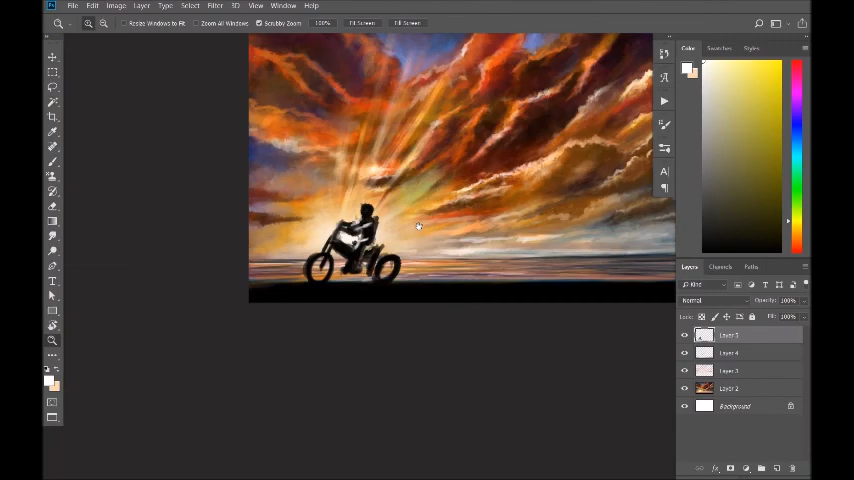 Ps File Edit Image Layer Type Select Filter 3D View Window Help
Resize Windows to Fit Zoom All Windows Scrubby Zoom 100% Fit Screen Fill Screen
Color Swatches Styles
Layers Channels Paths
Kind
Normal Opacity: 100%
Lock: Fill: 100%
Layer 5
Layer 4
Layer 3
Layer 2
Background